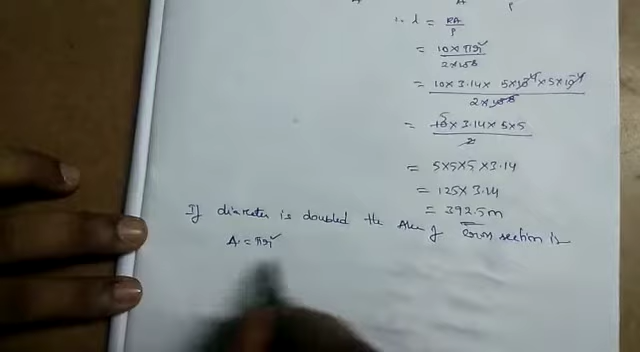 ∴ l = RA/ρ
= 10 × πr²/2×10⁻⁸
= 10 × 3.14 × 5×10⁻⁴ × 5×10⁻⁴/2×10⁻⁸
= 10 × 3.14 × 5×5/2
= 5×5×5×3.14
= 125×3.14
= 392.5m
If diameter is doubled the Area of Cross section is
A = πr²